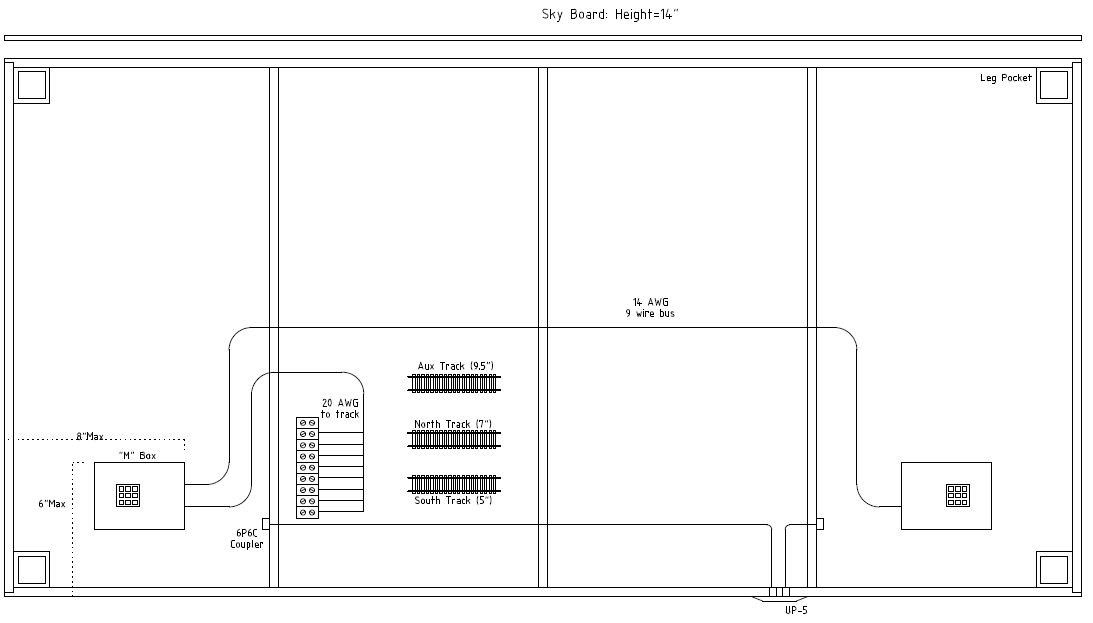 Sky Board: Height=14"
Leg Pocket
14 AWG
9 wire bus
Aux Track (9.5")
20 AWG
to track
North Track (7")
8"Max
"M" Box
South Track (5")
6"Max
6P6C
Coupler
UP-5